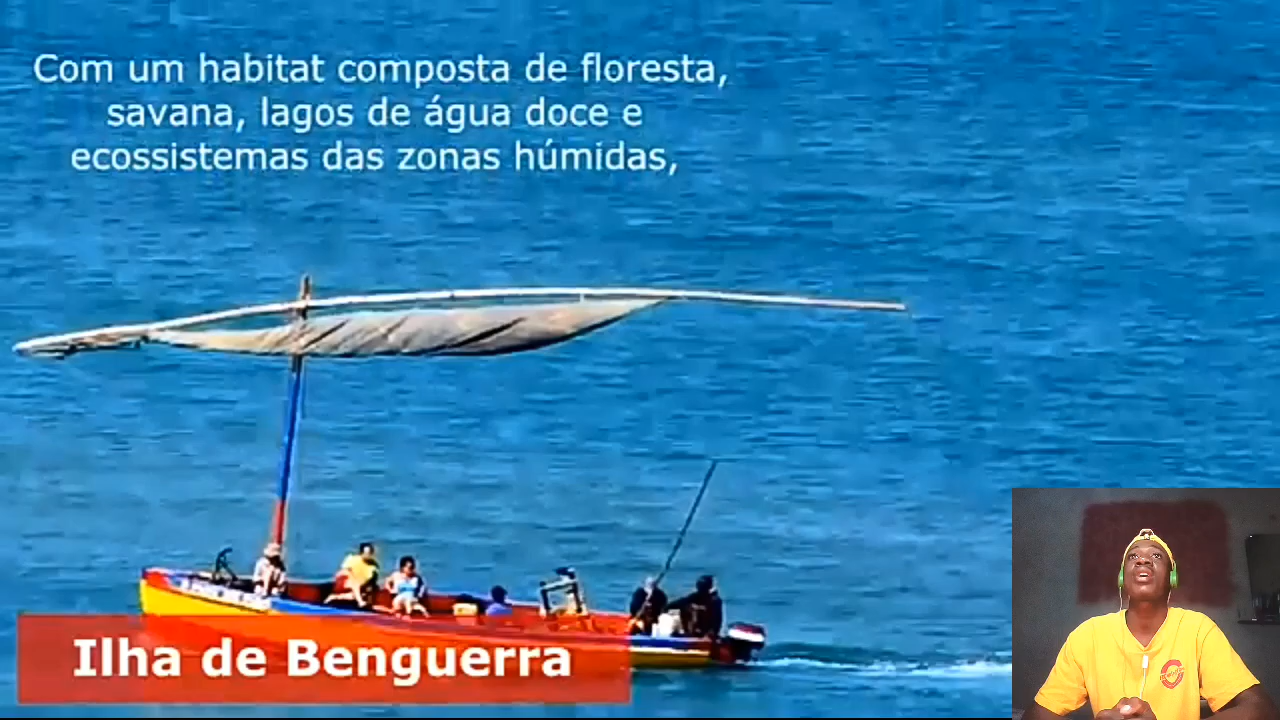 Com um habitat composta de floresta,
savana, lagos de água doce e
ecossistemas das zonas húmidas,
Ilha de Benguerra